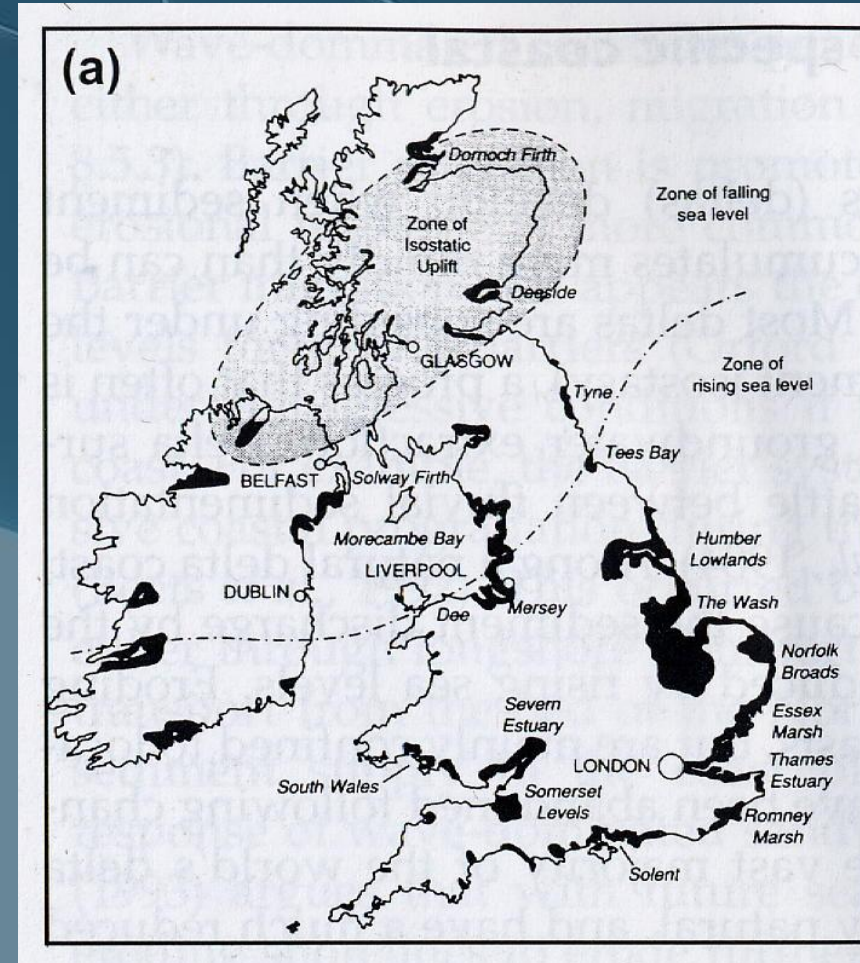 (a)
Dornoch Firth
Zone of falling
sea level
Zone of
Isostatic
Uplift
Deeside
GLASGOW
Zone of
rising sea level
Tyne
Tees Bay
BELFAST
Solway Firth
Morecambe Bay
Humber
Lowlands
LIVERPOOL
DUBLIN
Dee
Mersey
The Wash
Norfolk
Broads
Severn
Estuary
Essex
Marsh
LONDON
Thames
Estuary
South Wales
Somerset
Levels
Romney
Marsh
Solent